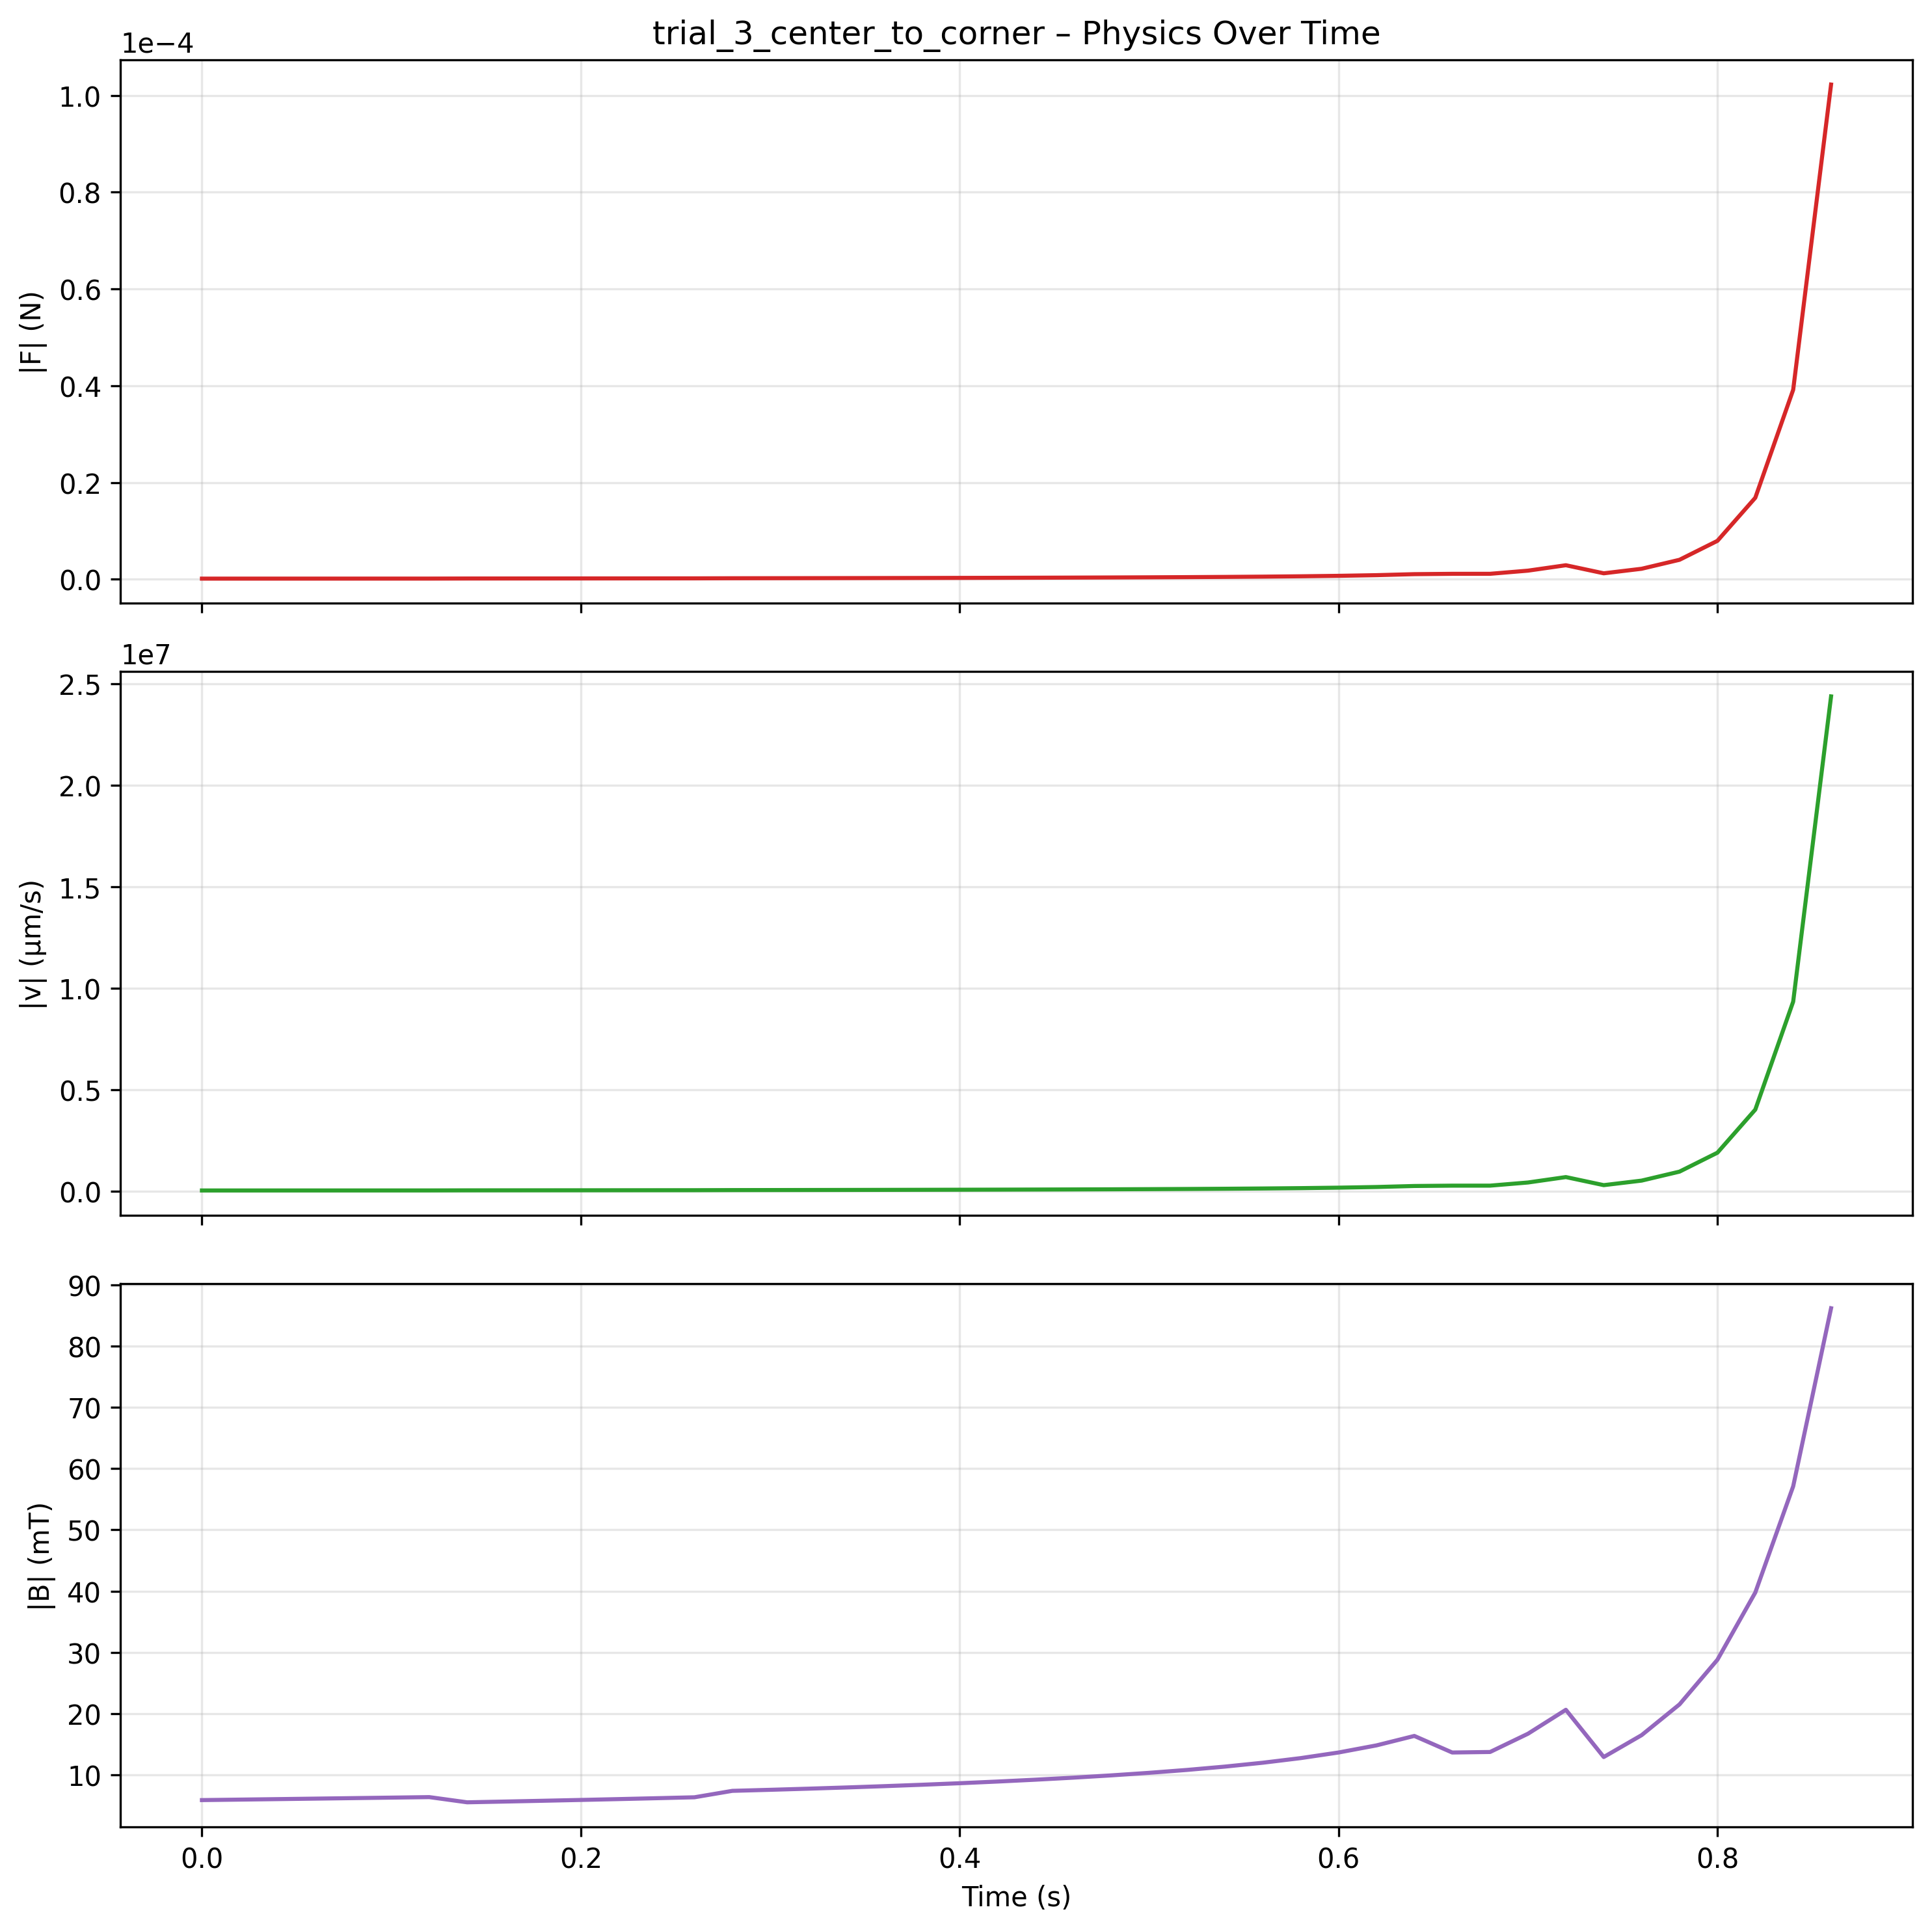 trial_3_center_to_corner – Physics Over Time
1e−4
1.0
0.8
0.6
0.4
0.2
0.0
|F| (N)
1e7
2.5
2.0
1.5
1.0
0.5
0.0
|v| (µm/s)
90
80
70
60
50
40
30
20
10
|B| (mT)
0.0 0.2 0.4 0.6 0.8
Time (s)